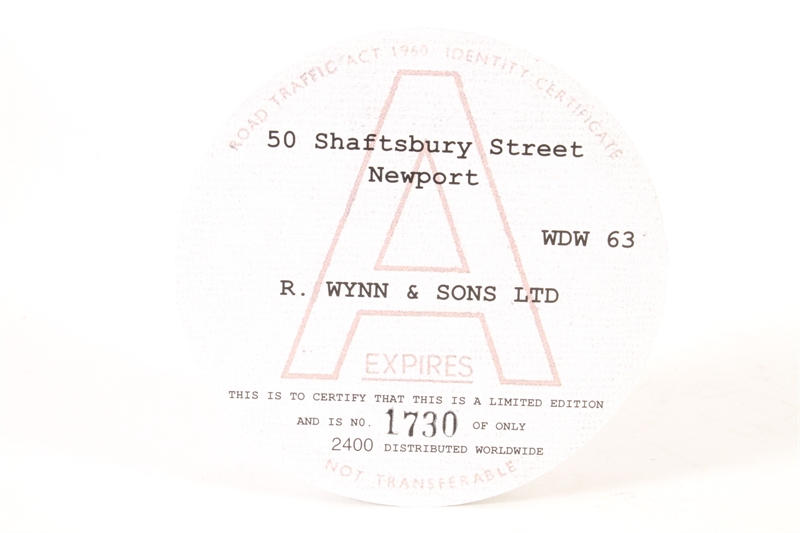 ROAD TRAFFIC ACT 1960 IDENTITY CERTIFICATE
A
50 Shaftsbury Street
Newport
WDW 63
R. WYNN & SONS LTD
EXPIRES
THIS IS TO CERTIFY THAT THIS IS A LIMITED EDITION
AND IS NO. 1730 OF ONLY
2400 DISTRIBUTED WORLDWIDE
NOT TRANSFERABLE